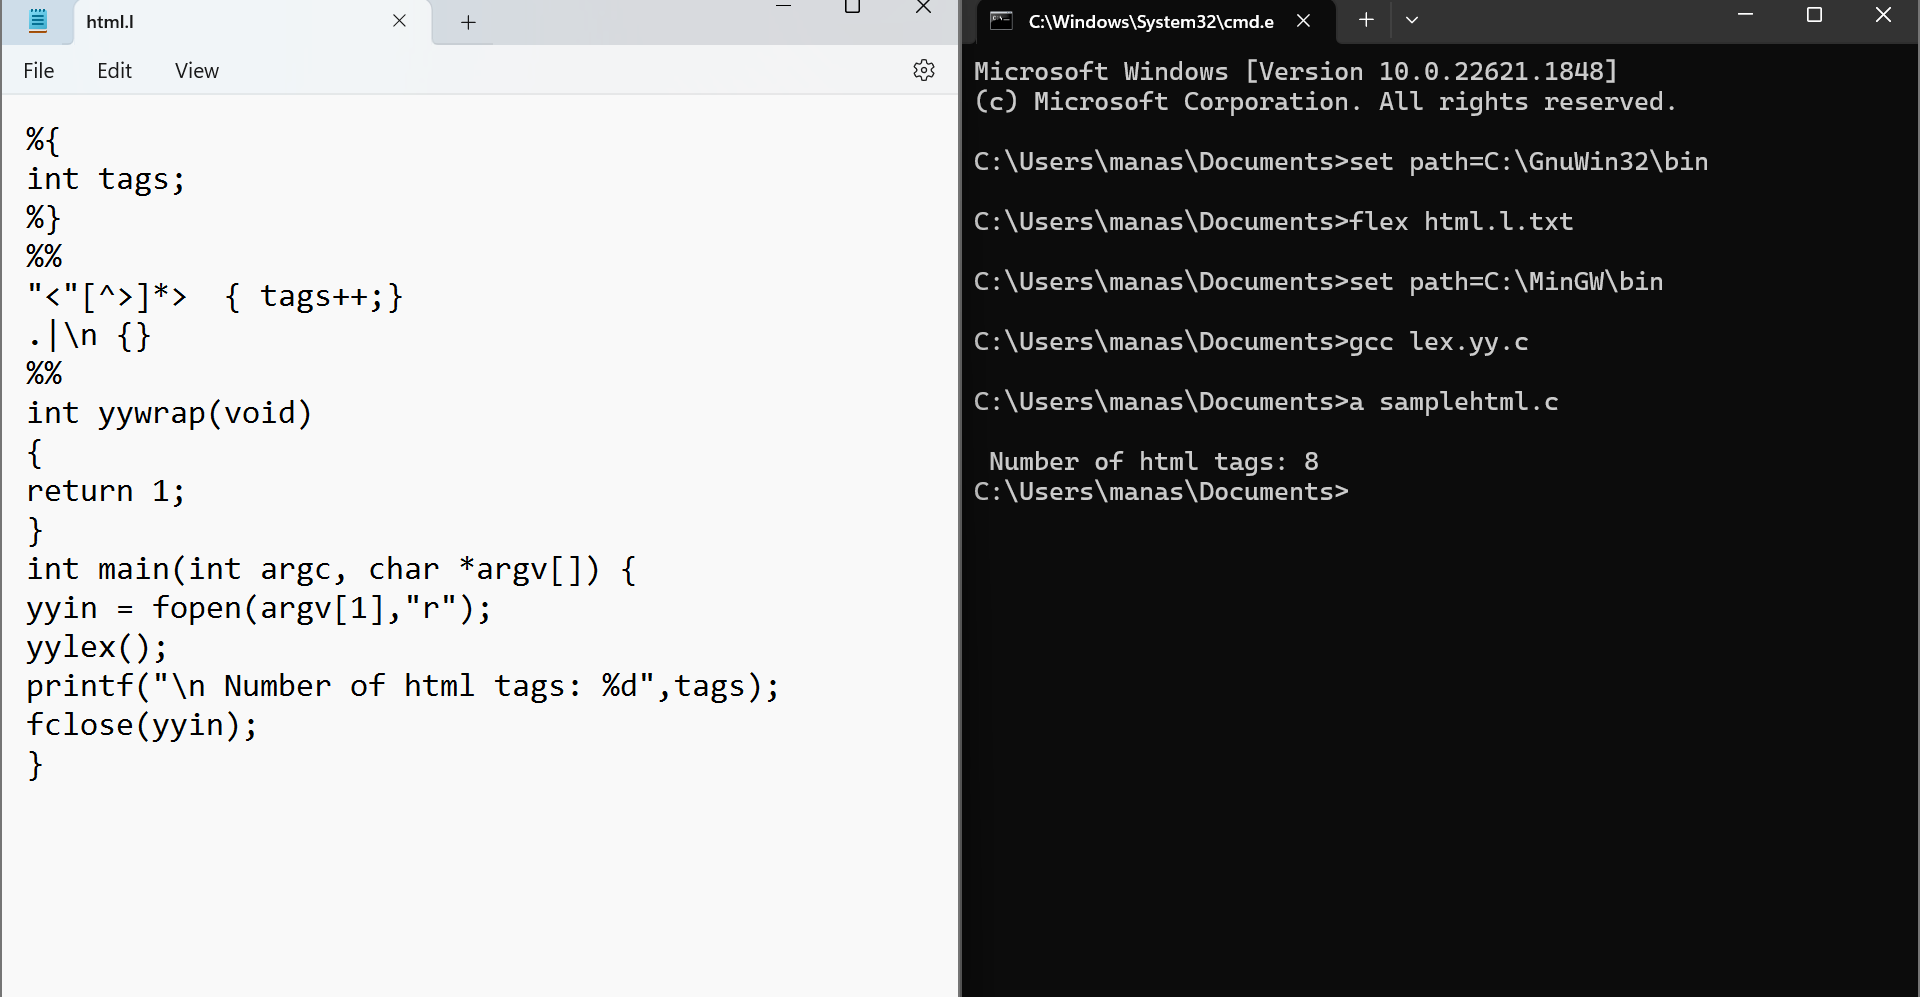 html.l
File Edit View
%{
int tags;
%}
%%
"<"[^>]*>  { tags++;}
.|\n {}
%%
int yywrap(void)
{
return 1;
}
int main(int argc, char *argv[]) {
yyin = fopen(argv[1],"r");
yylex();
printf("\n Number of html tags: %d",tags);
fclose(yyin);
}
C:\Windows\System32\cmd.e
Microsoft Windows [Version 10.0.22621.1848]
(c) Microsoft Corporation. All rights reserved.
C:\Users\manas\Documents>set path=C:\GnuWin32\bin
C:\Users\manas\Documents>flex html.l.txt
C:\Users\manas\Documents>set path=C:\MinGW\bin
C:\Users\manas\Documents>gcc lex.yy.c
C:\Users\manas\Documents>a samplehtml.c
 Number of html tags: 8
C:\Users\manas\Documents>